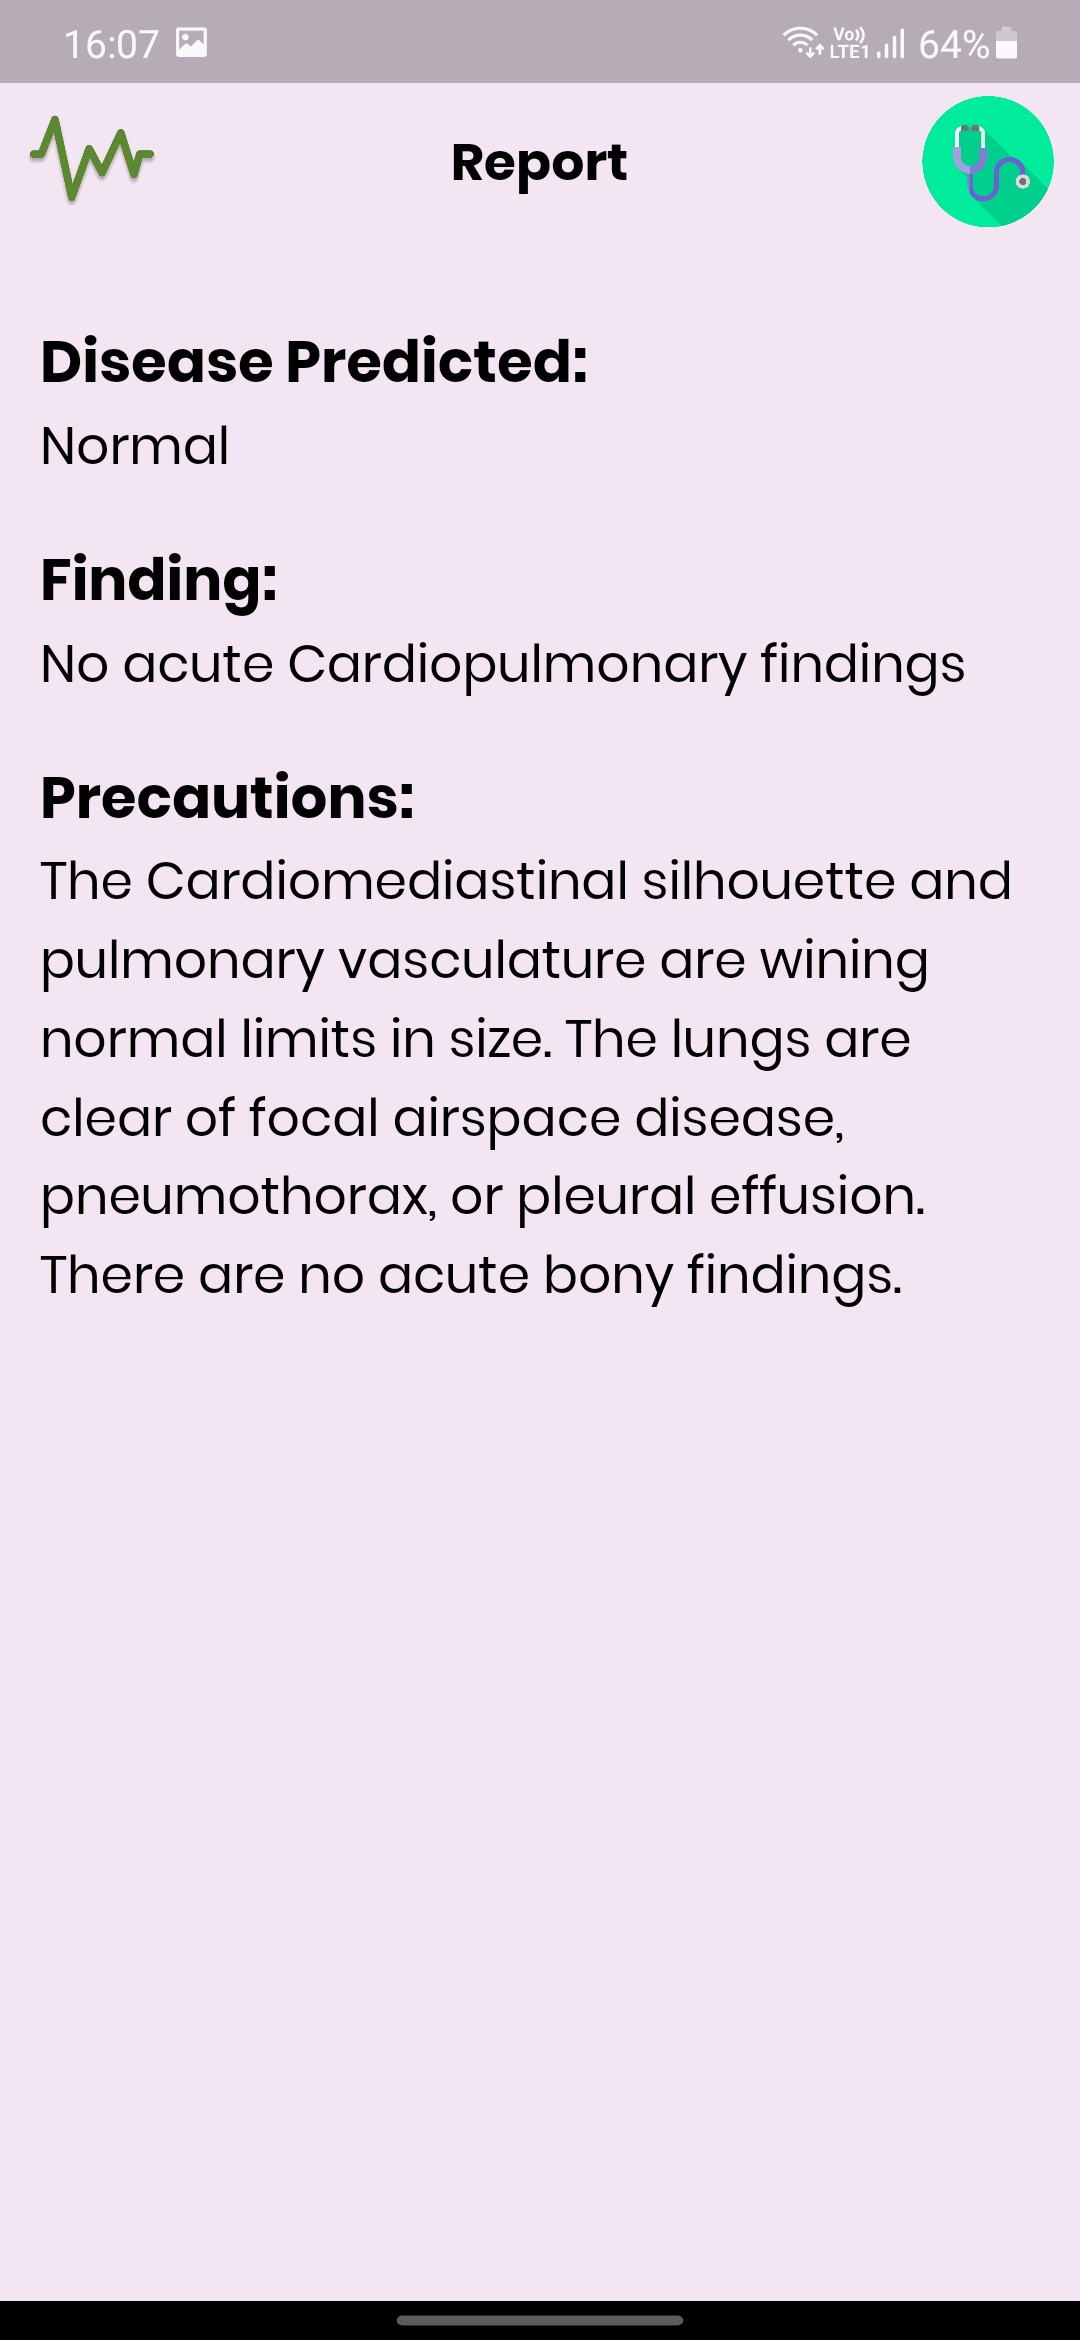 16:07
Vo)) LTE1 64%
Report
Disease Predicted:
Normal
Finding:
No acute Cardiopulmonary findings
Precautions:
The Cardiomediastinal silhouette and
pulmonary vasculature are wining
normal limits in size. The lungs are
clear of focal airspace disease,
pneumothorax, or pleural effusion.
There are no acute bony findings.